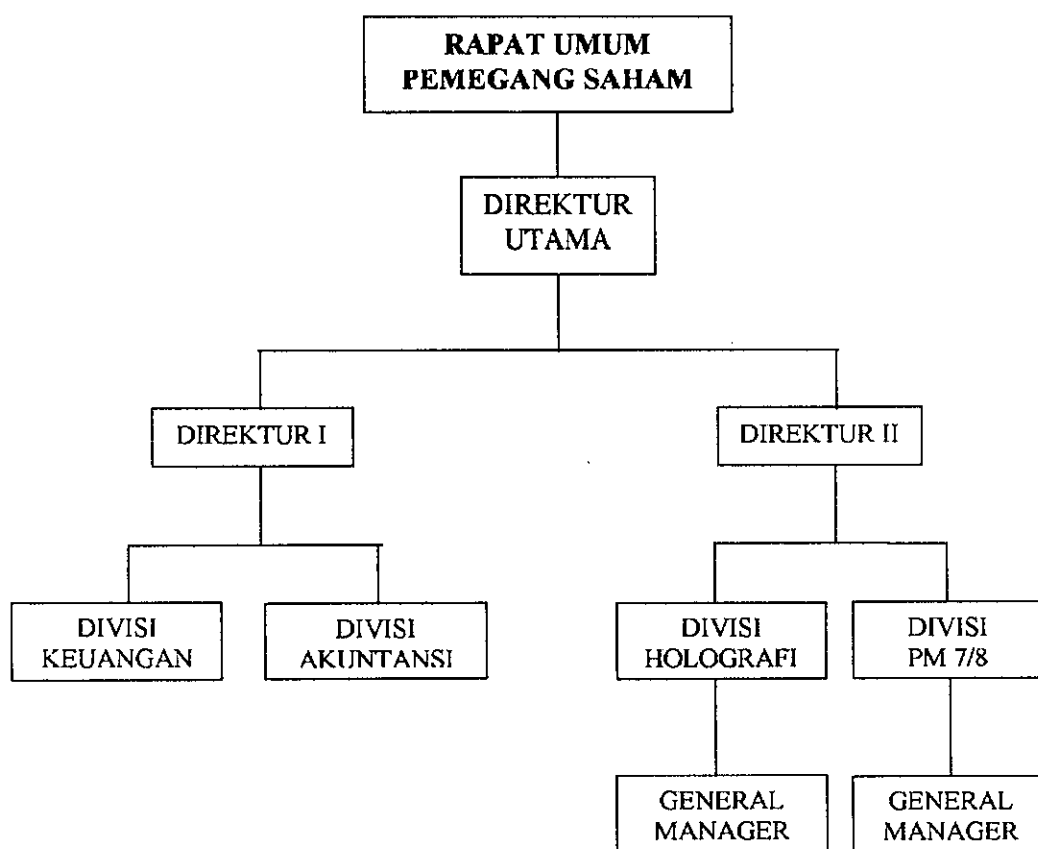 RAPAT UMUM
PEMEGANG SAHAM
DIREKTUR
UTAMA
DIREKTUR I
DIREKTUR II
DIVISI
KEUANGAN
DIVISI
AKUNTANSI
DIVISI
HOLOGRAFI
DIVISI
PM 7/8
GENERAL
MANAGER
GENERAL
MANAGER